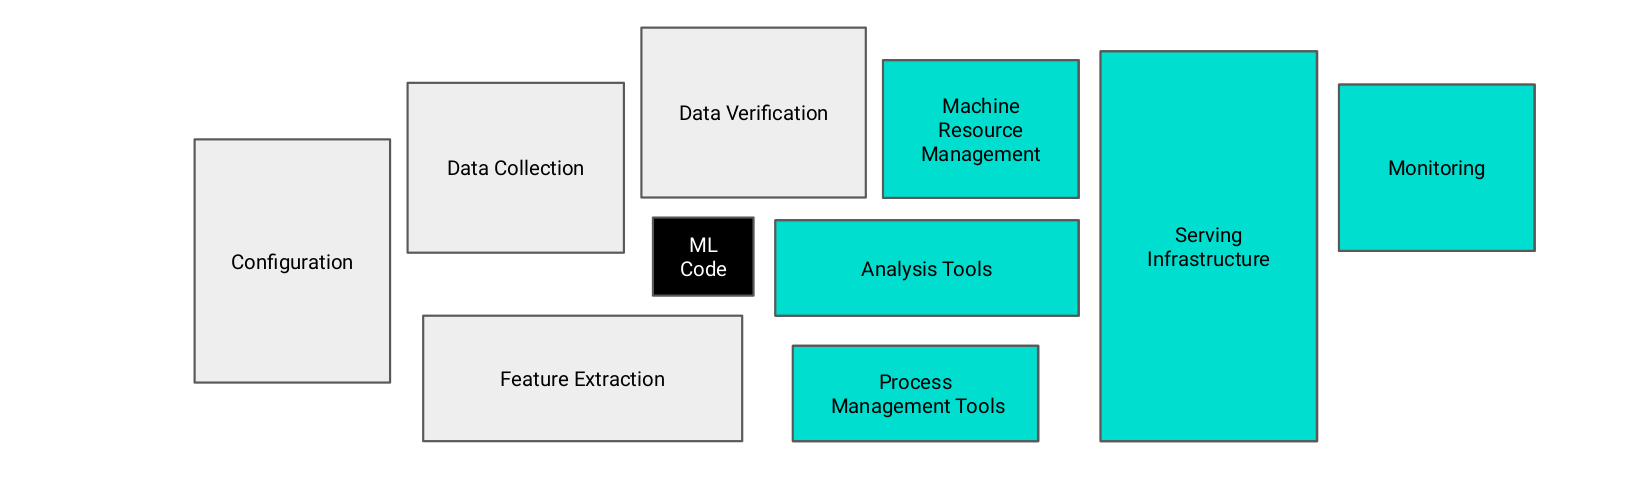 Configuration
Data Collection
Data Verification
ML
Code
Feature Extraction
Machine
Resource
Management
Analysis Tools
Process
Management Tools
Serving
Infrastructure
Monitoring